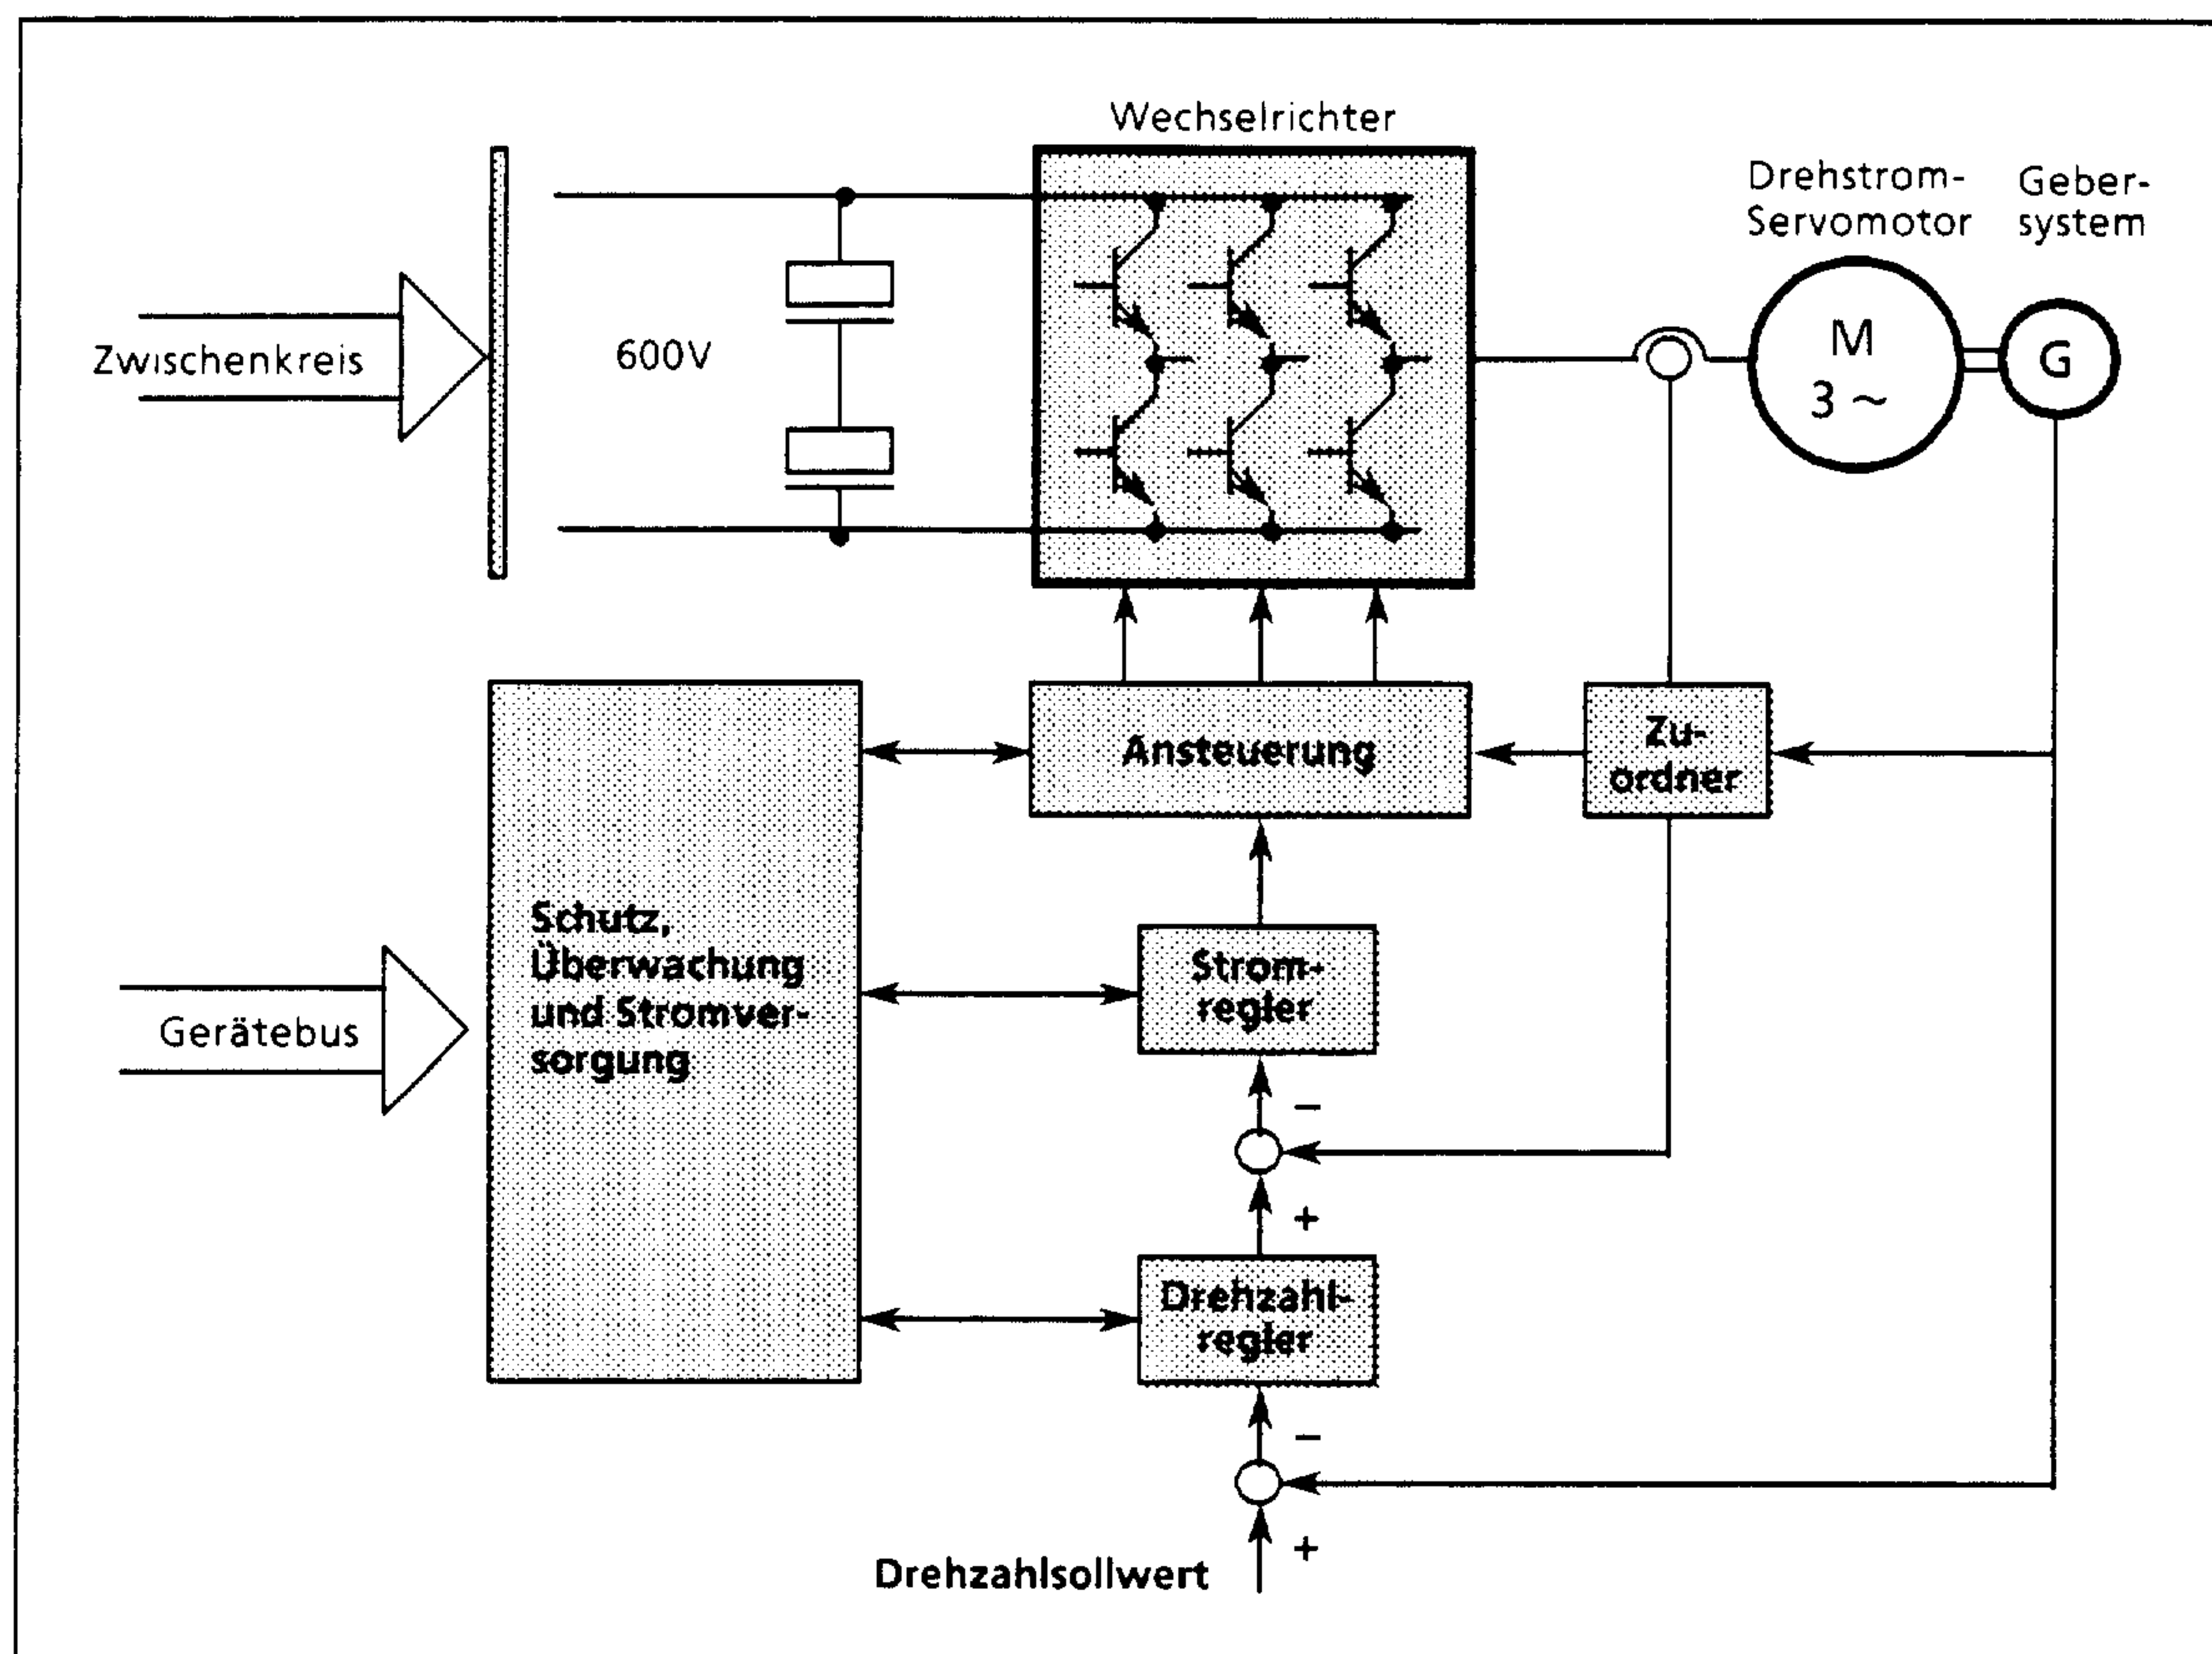 Wechselrichter
Drehstrom-
Servomotor
Geber-
system
Zwischenkreis
600V
M
3 ~
G
Ansteuerung
Zu-
ordner
Schutz,
Überwachung
und Stromver-
sorgung
Gerätebus
Strom-
regler
–
+
Drehzahl-
regler
–
+
Drehzahlsollwert